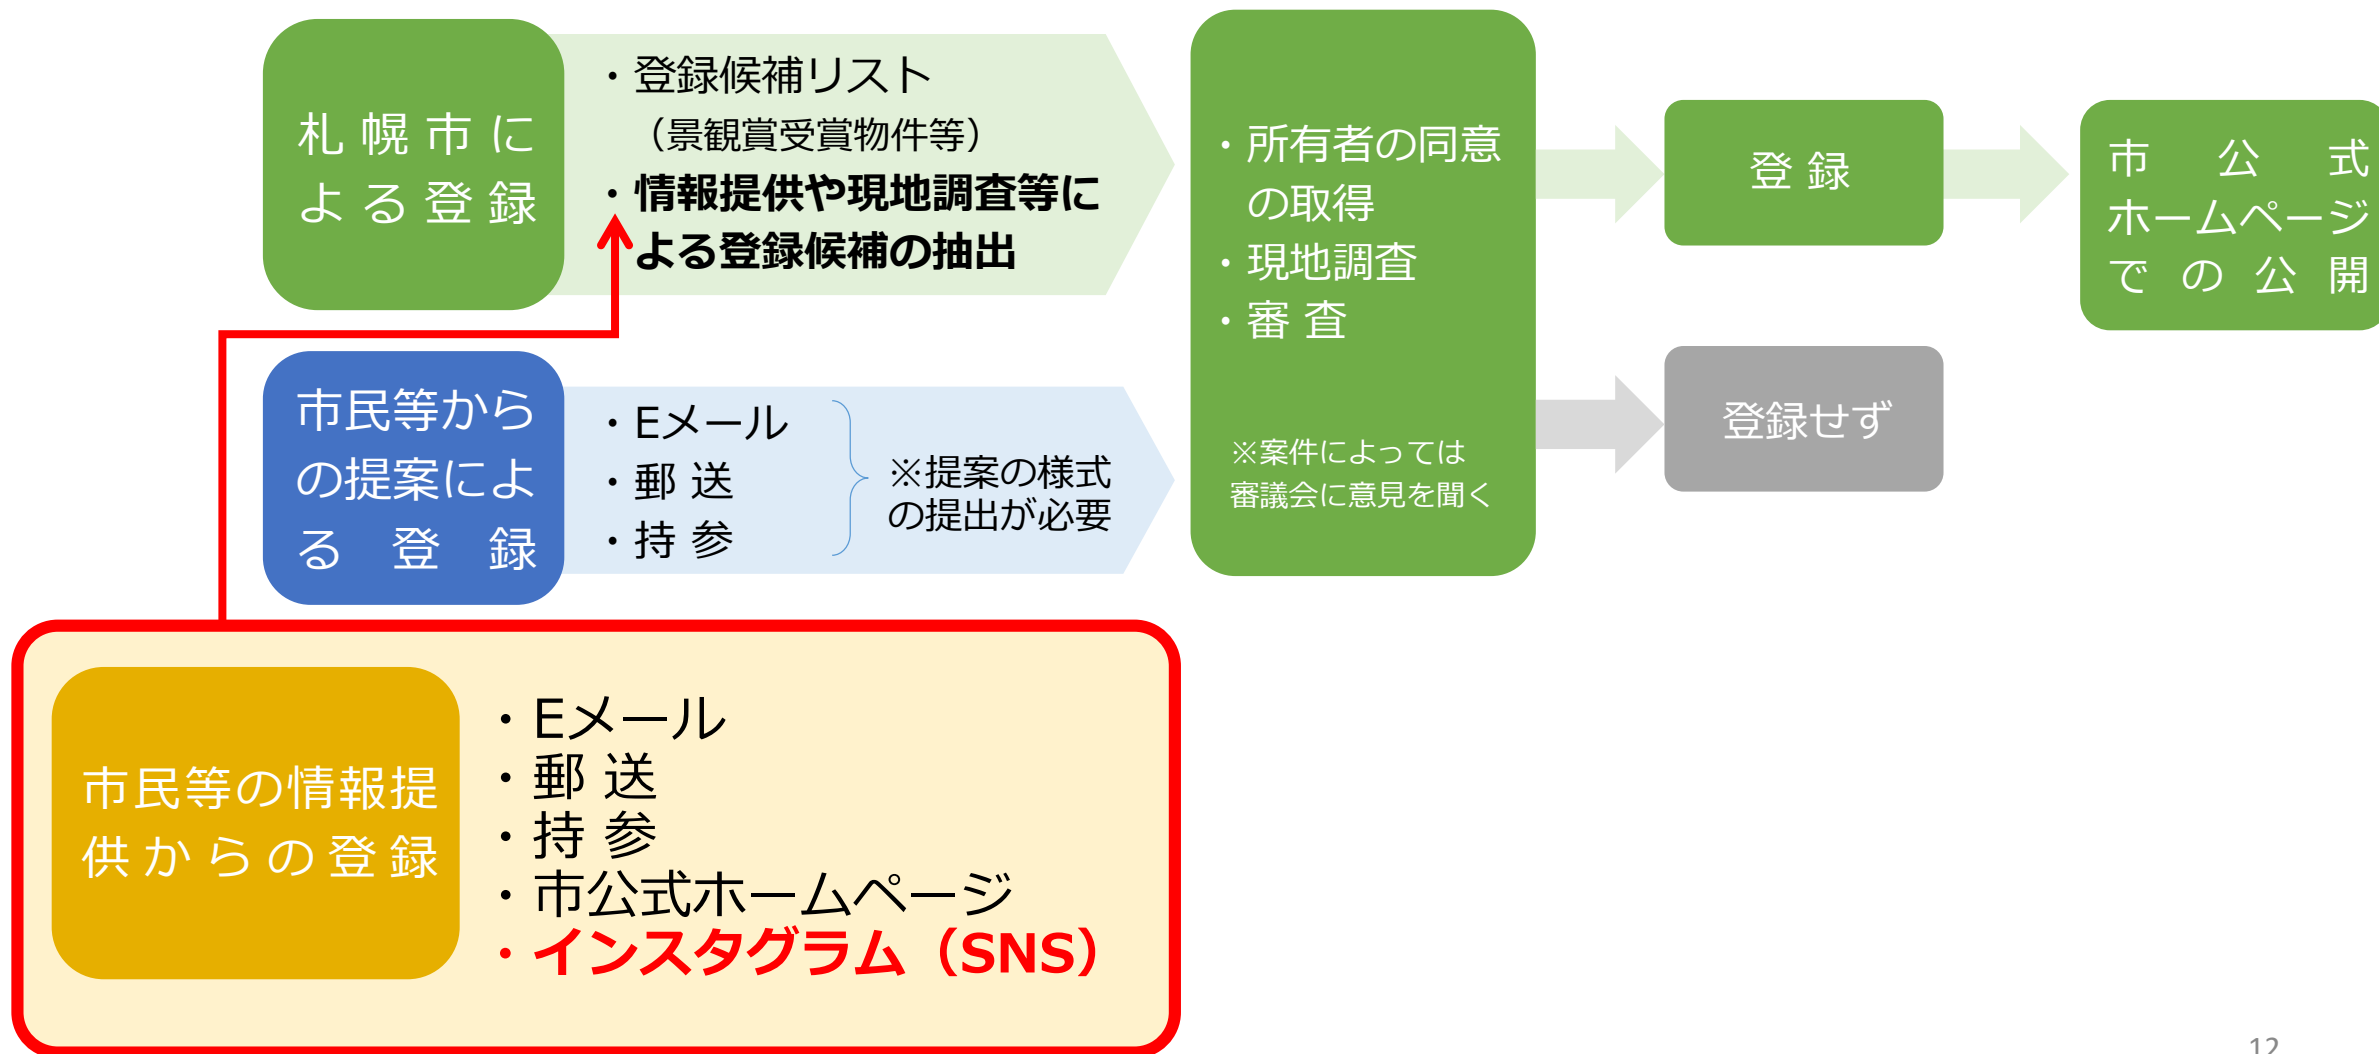 札幌市に
よる登録
・登録候補リスト
（景観賞受賞物件等）
・情報提供や現地調査等に
よる登録候補の抽出
市民等から
の提案によ
る登録
・Eメール
・郵 送
・持 参
※提案の様式
の提出が必要
市民等の情報提
供からの登録
・Eメール
・郵 送
・持 参
・市公式ホームページ
・インスタグラム（SNS）
・所有者の同意
の取得
・現地調査
・審 査
※案件によっては
審議会に意見を聞く
登 録
登録せず
市公式
ホームページ
での公開
12